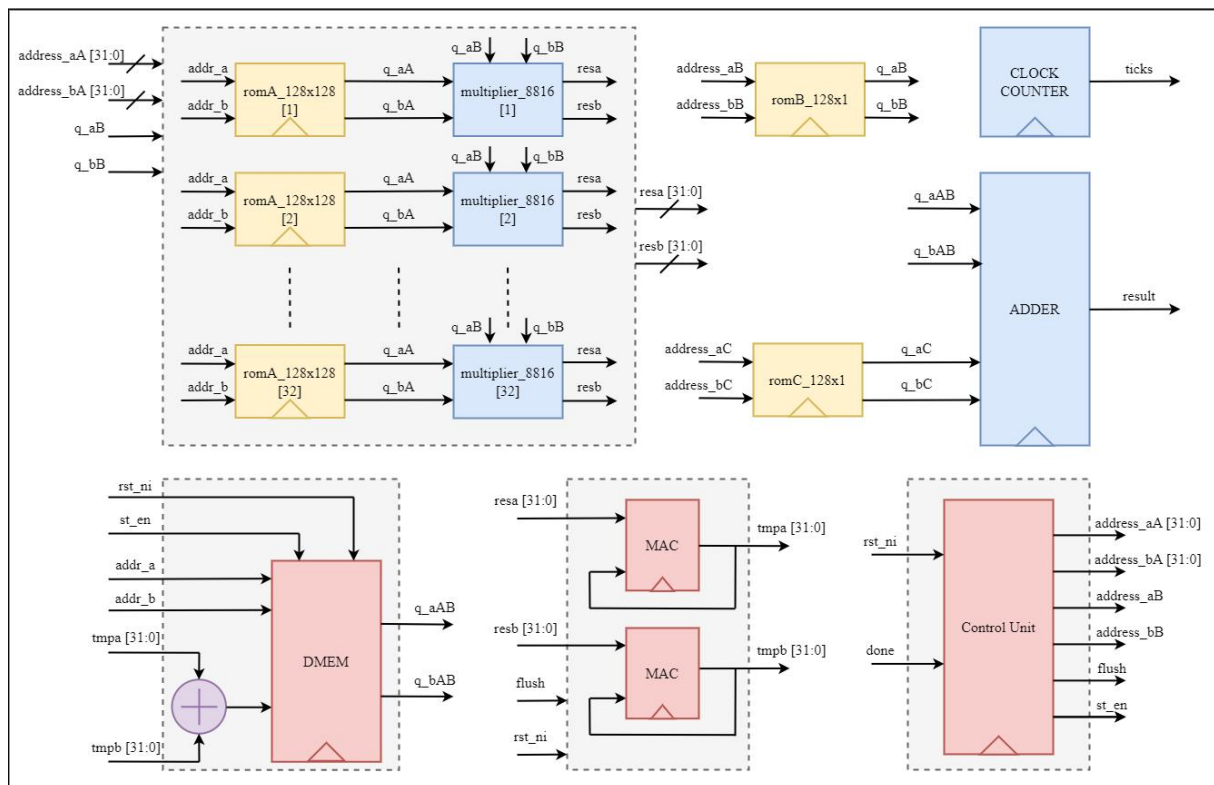 address_aA [31:0]
address_bA [31:0]
q_aB
q_bB
q_aB
q_bB
addr_a
addr_b
romA_128x128
[1]
q_aA
q_bA
multiplier_8816
[1]
resa
resb
q_aB
q_bB
addr_a
addr_b
romA_128x128
[2]
q_aA
q_bA
multiplier_8816
[2]
resa
resb
q_aB
q_bB
addr_a
addr_b
romA_128x128
[32]
q_aA
q_bA
multiplier_8816
[32]
resa
resb
resa [31:0]
resb [31:0]
address_aB
address_bB
romB_128x1
q_aB
q_bB
CLOCK
COUNTER
ticks
q_aAB
q_bAB
ADDER
result
address_aC
address_bC
romC_128x1
q_aC
q_bC
rst_ni
st_en
addr_a
addr_b
tmpa [31:0]
tmpb [31:0]
DMEM
q_aAB
q_bAB
resa [31:0]
MAC
tmpa [31:0]
resb [31:0]
MAC
tmpb [31:0]
flush
rst_ni
rst_ni
done
Control Unit
address_aA [31:0]
address_bA [31:0]
address_aB
address_bB
flush
st_en